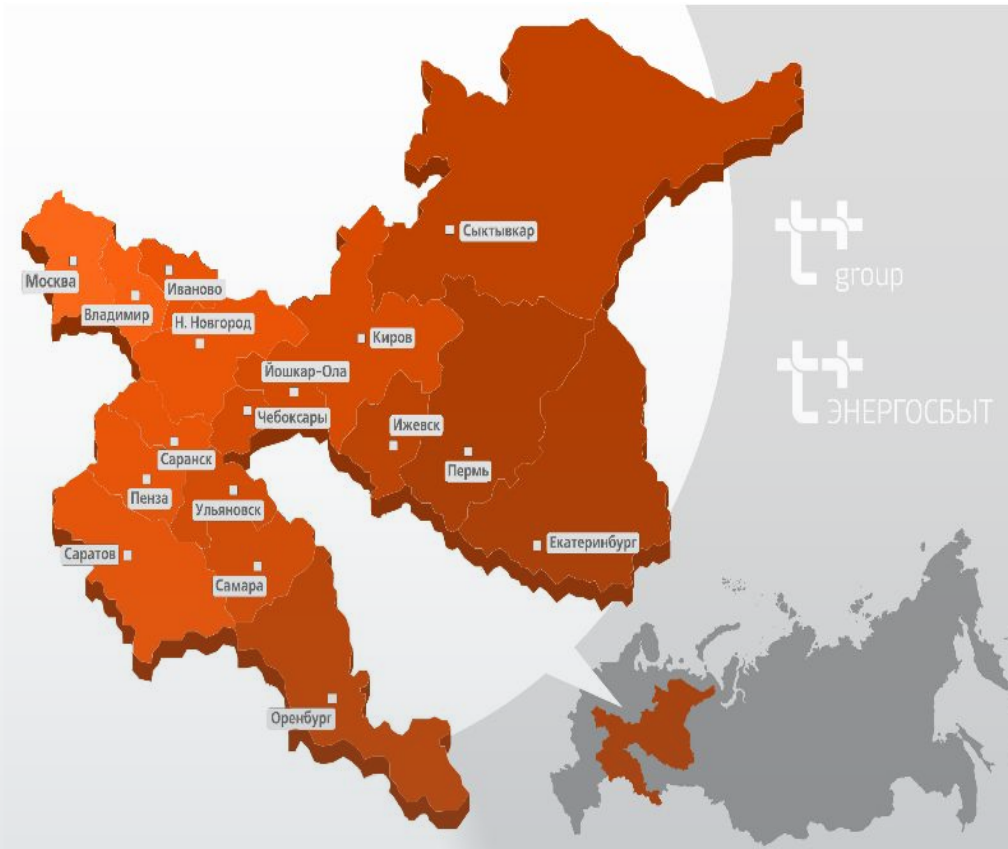 Сыктывкар
t+
group
Москва
Иваново
Владимир
Н. Новгород
Киров
t+
ЭНЕРГОСБЫТ
Йошкар-Ола
Чебоксары
Ижевск
Саранск
Пермь
Пенза
Ульяновск
Екатеринбург
Саратов
Самара
Оренбург